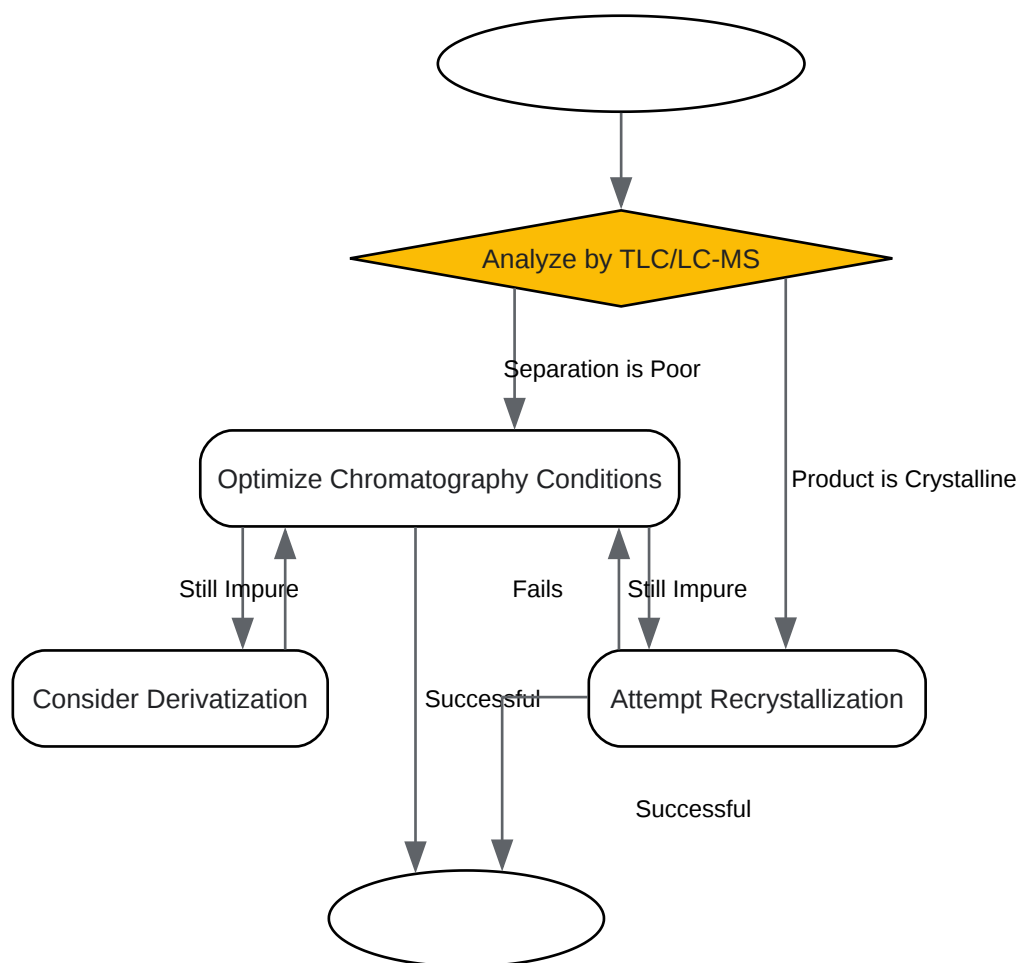 Analyze by TLC/LC-MS
Separation is Poor
Optimize Chromatography Conditions
Product is Crystalline
Still Impure
Fails
Still Impure
Consider Derivatization
Successful
Attempt Recrystallization
Successful